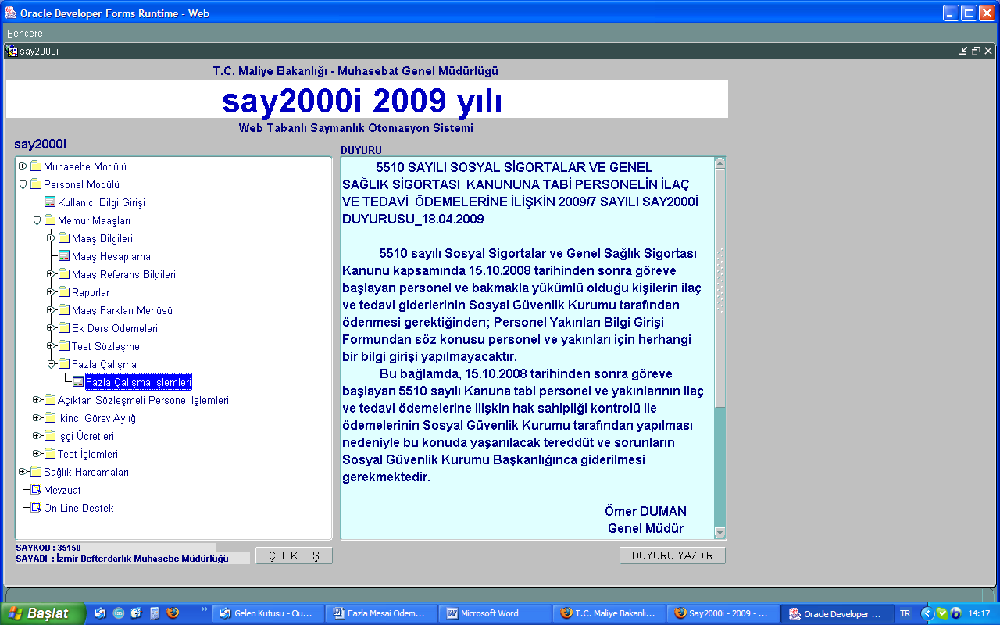 Oracle Developer Forms Runtime - Web
Pencere
say2000i
T.C. Maliye Bakanlığı - Muhasebat Genel Müdürlüğü
say2000i 2009 yılı
Web Tabanlı Saymanlık Otomasyon Sistemi
say2000i
Muhasebe Modülü
Personel Modülü
Kullanıcı Bilgi Girişi
Memur Maaşları
Maaş Bilgileri
Maaş Hesaplama
Maaş Referans Bilgileri
Raporlar
Maaş Farkları Menüsü
Ek Ders Ödemeleri
Test Sözleşme
Fazla Çalışma
Fazla Çalışma İşlemleri
Açıktan Sözleşmeli Personel İşlemleri
İkinci Görev Aylığı
İşçi Ücretleri
Test İşlemleri
Sağlık Harcamaları
Mevzuat
On-Line Destek
DUYURU
5510 SAYILI SOSYAL SİGORTALAR VE GENEL
SAĞLIK SİGORTASI KANUNUNA TABİ PERSONELİN İLAÇ
VE TEDAVİ ÖDEMELERİNE İLİŞKİN 2009/7 SAYILI SAY2000İ
DUYURUSU_18.04.2009
5510 sayılı Sosyal Sigortalar ve Genel Sağlık Sigortası
Kanunu kapsamında 15.10.2008 tarihinden sonra göreve
başlayan personel ve bakmakla yükümlü olduğu kişilerin ilaç
ve tedavi giderlerinin Sosyal Güvenlik Kurumu tarafından
ödenmesi gerektiğinden; Personel Yakınları Bilgi Girişi
Formundan söz konusu personel ve yakınları için herhangi
bir bilgi girişi yapılmayacaktır.
Bu bağlamda, 15.10.2008 tarihinden sonra göreve
başlayan 5510 sayılı Kanuna tabi personel ve yakınlarının ilaç
ve tedavi ödemelerine ilişkin hak sahipliği kontrolü ile
ödemelerinin Sosyal Güvenlik Kurumu tarafından yapılması
nedeniyle bu konuda yaşanılacak tereddüt ve sorunların
Sosyal Güvenlik Kurumu Başkanlığınca giderilmesi
gerekmektedir.
Ömer DUMAN
Genel Müdür
SAYKOD : 35150
SAYADI : İzmir Defterdarlık Muhasebe Müdürlüğü
Ç I K I Ş
DUYURU YAZDIR
Başlat
Gelen Kutusu - Ou...
Fazla Mesai Ödem...
Microsoft Word
T.C. Maliye Bakanlı...
Say2000i - 2009 - ...
Oracle Developer ...
TR
14:17